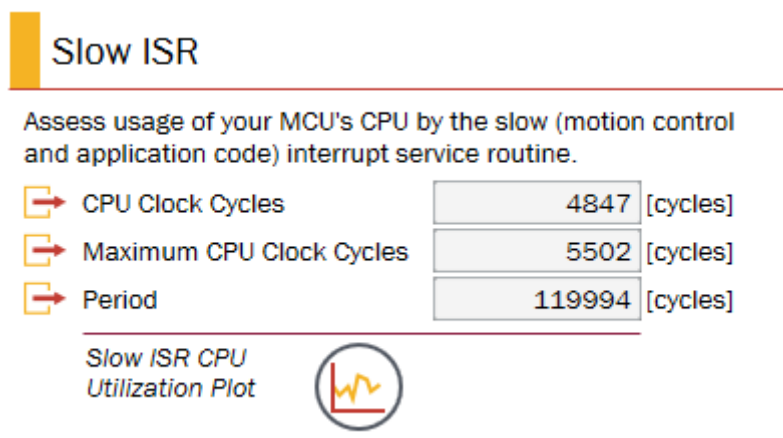 Slow ISR
Assess usage of your MCU's CPU by the slow (motion control
and application code) interrupt service routine.
CPU Clock Cycles 4847 [cycles]
Maximum CPU Clock Cycles 5502 [cycles]
Period 119994 [cycles]
Slow ISR CPU
Utilization Plot